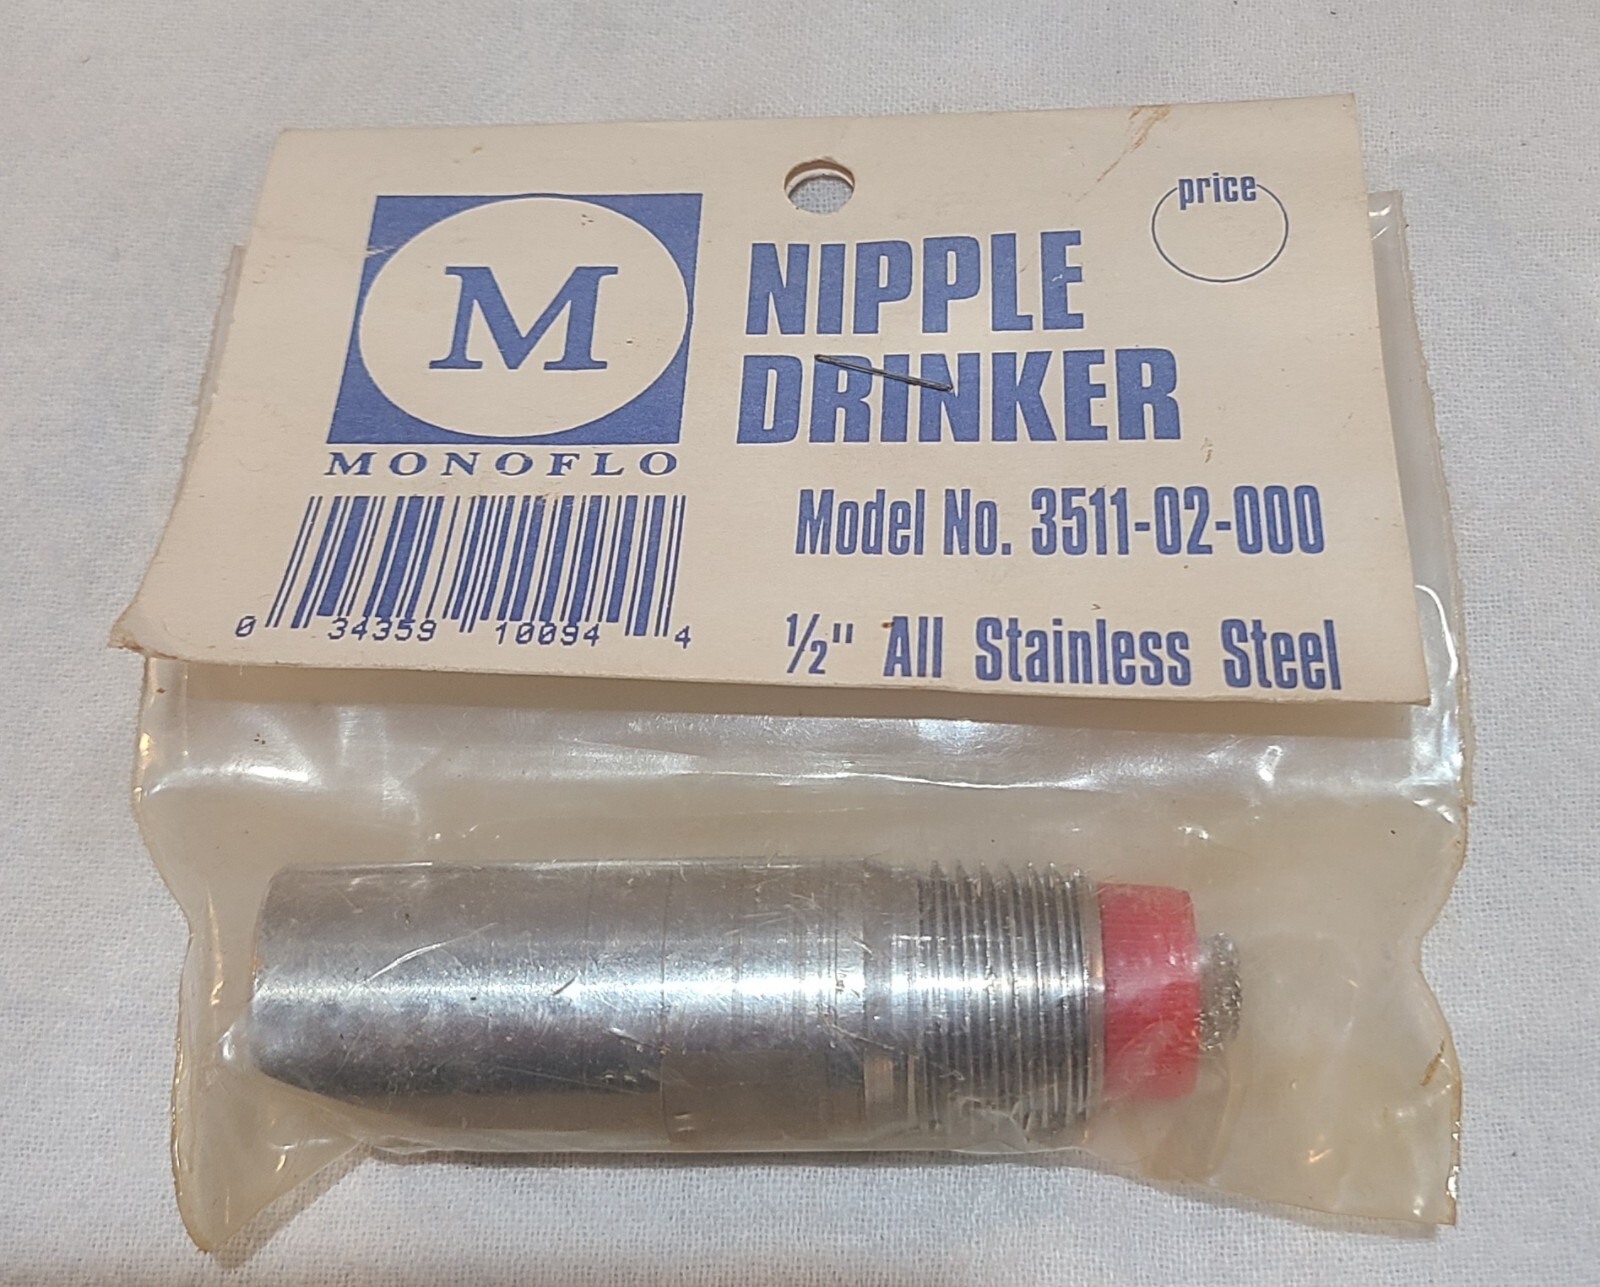 price
M
MONOFLO
NIPPLE
DRINKER
Model No. 3511-02-000
0 34359 10094 4
½" All Stainless Steel